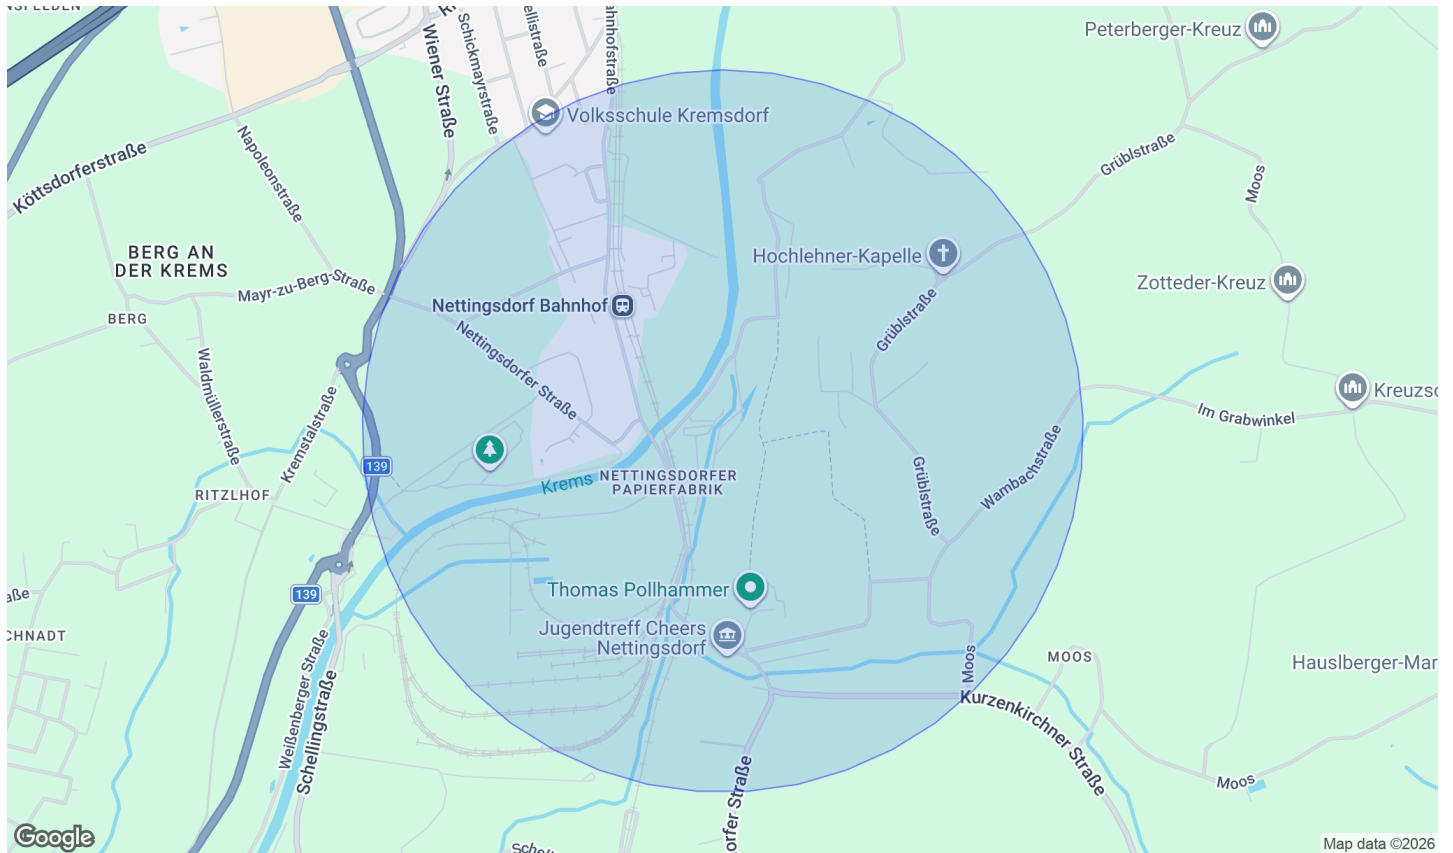 Peterberger-Kreuz
Wiener Straße
Schickmayrstraße
Volksschule Kremsdorf
Köttsdorferstraße
Napoleonstraße
Grüblstraße
Moos
BERG AN
DER KREMS
Hochlehner-Kapelle
Mayr-zu-Berg-Straße
Zotteder-Kreuz
BERG
Nettingsdorf Bahnhof
Grüblstraße
Nettingsdorfer Straße
Waldmüllerstraße
Kremstalstraße
Im Grabwinkel
139
Wambachstraße
Grüblstraße
RITZLHOF
Krems
NETTINGSDORFER
PAPIERFABRIK
139
Thomas Pollhammer
Jugendtreff Cheers
Nettingsdorf
Moos
MOOS
Hauslberger-Mar
Weißenberger Straße
Schellingstraße
Kurzenkirchner Straße
Moos
orfer Straße
Google
Map data ©2026